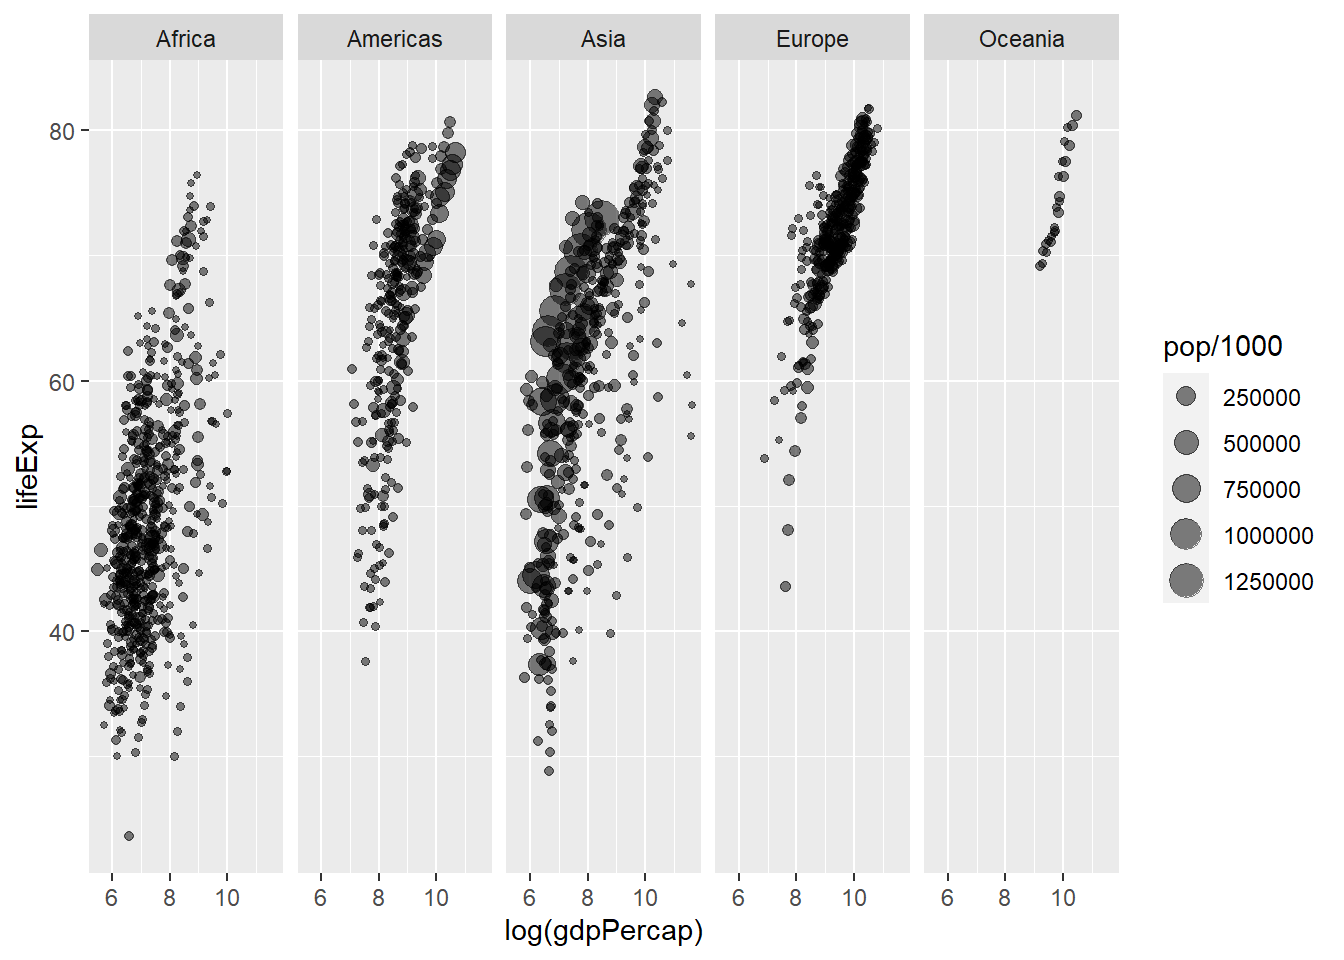 Africa Americas Asia Europe Oceania
80
60
40
lifeExp
6 8 10 6 8 10 6 8 10 6 8 10 6 8 10
log(gdpPercap)
pop/1000
250000
500000
750000
1000000
1250000